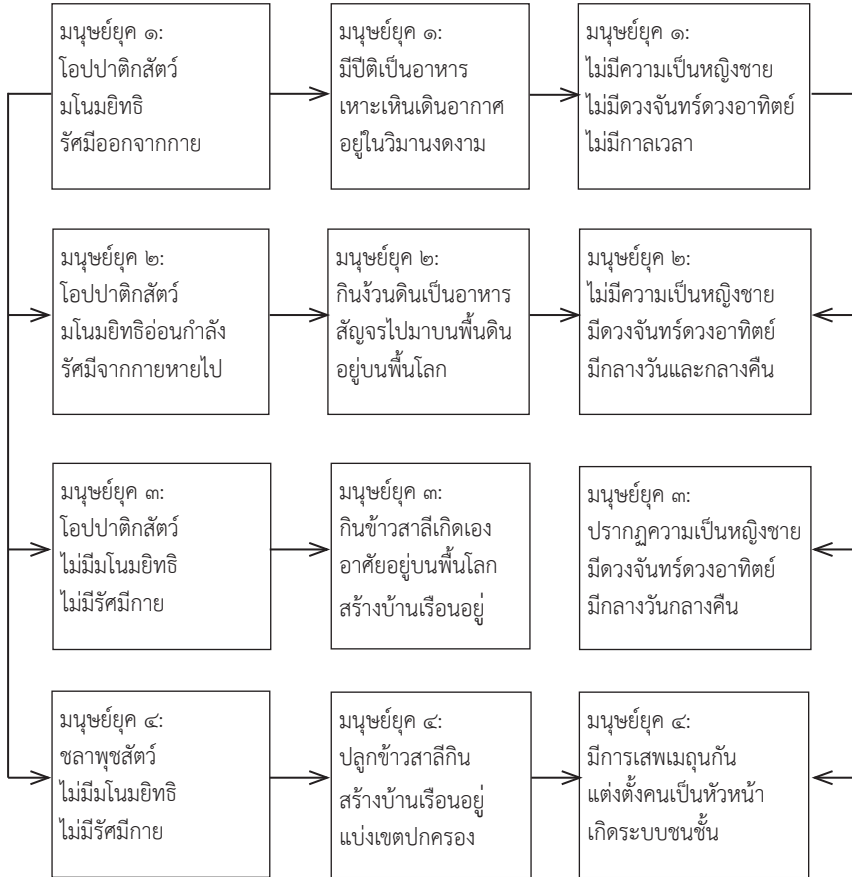 มนุษย์ยุค ๑:
โอปปาติกสัตว์
มโนมยิทธิ
รัศมีออกจากกาย
มนุษย์ยุค ๑:
มีปีติเป็นอาหาร
เหาะเหินเดินอากาศ
อยู่ในวิมานงดงาม
มนุษย์ยุค ๑:
ไม่มีความเป็นหญิงชาย
ไม่มีดวงจันทร์ดวงอาทิตย์
ไม่มีกาลเวลา
มนุษย์ยุค ๒:
โอปปาติกสัตว์
มโนมยิทธิอ่อนกำลัง
รัศมีจากกายหายไป
มนุษย์ยุค ๒:
กินง้วนดินเป็นอาหาร
สัญจรไปมาบนพื้นดิน
อยู่บนพื้นโลก
มนุษย์ยุค ๒:
ไม่มีความเป็นหญิงชาย
มีดวงจันทร์ดวงอาทิตย์
มีกลางวันและกลางคืน
มนุษย์ยุค ๓:
โอปปาติกสัตว์
ไม่มีมโนมยิทธิ
ไม่มีรัศมีกาย
มนุษย์ยุค ๓:
กินข้าวสาลีเกิดเอง
อาศัยอยู่บนพื้นโลก
สร้างบ้านเรือนอยู่
มนุษย์ยุค ๓:
ปรากฏความเป็นหญิงชาย
มีดวงจันทร์ดวงอาทิตย์
มีกลางวันกลางคืน
มนุษย์ยุค ๔:
ชลาพุชสัตว์
ไม่มีมโนมยิทธิ
ไม่มีรัศมีกาย
มนุษย์ยุค ๔:
ปลูกข้าวสาลีกิน
สร้างบ้านเรือนอยู่
แบ่งเขตปกครอง
มนุษย์ยุค ๔:
มีการเสพเมถุนกัน
แต่งตั้งคนเป็นหัวหน้า
เกิดระบบชนชั้น